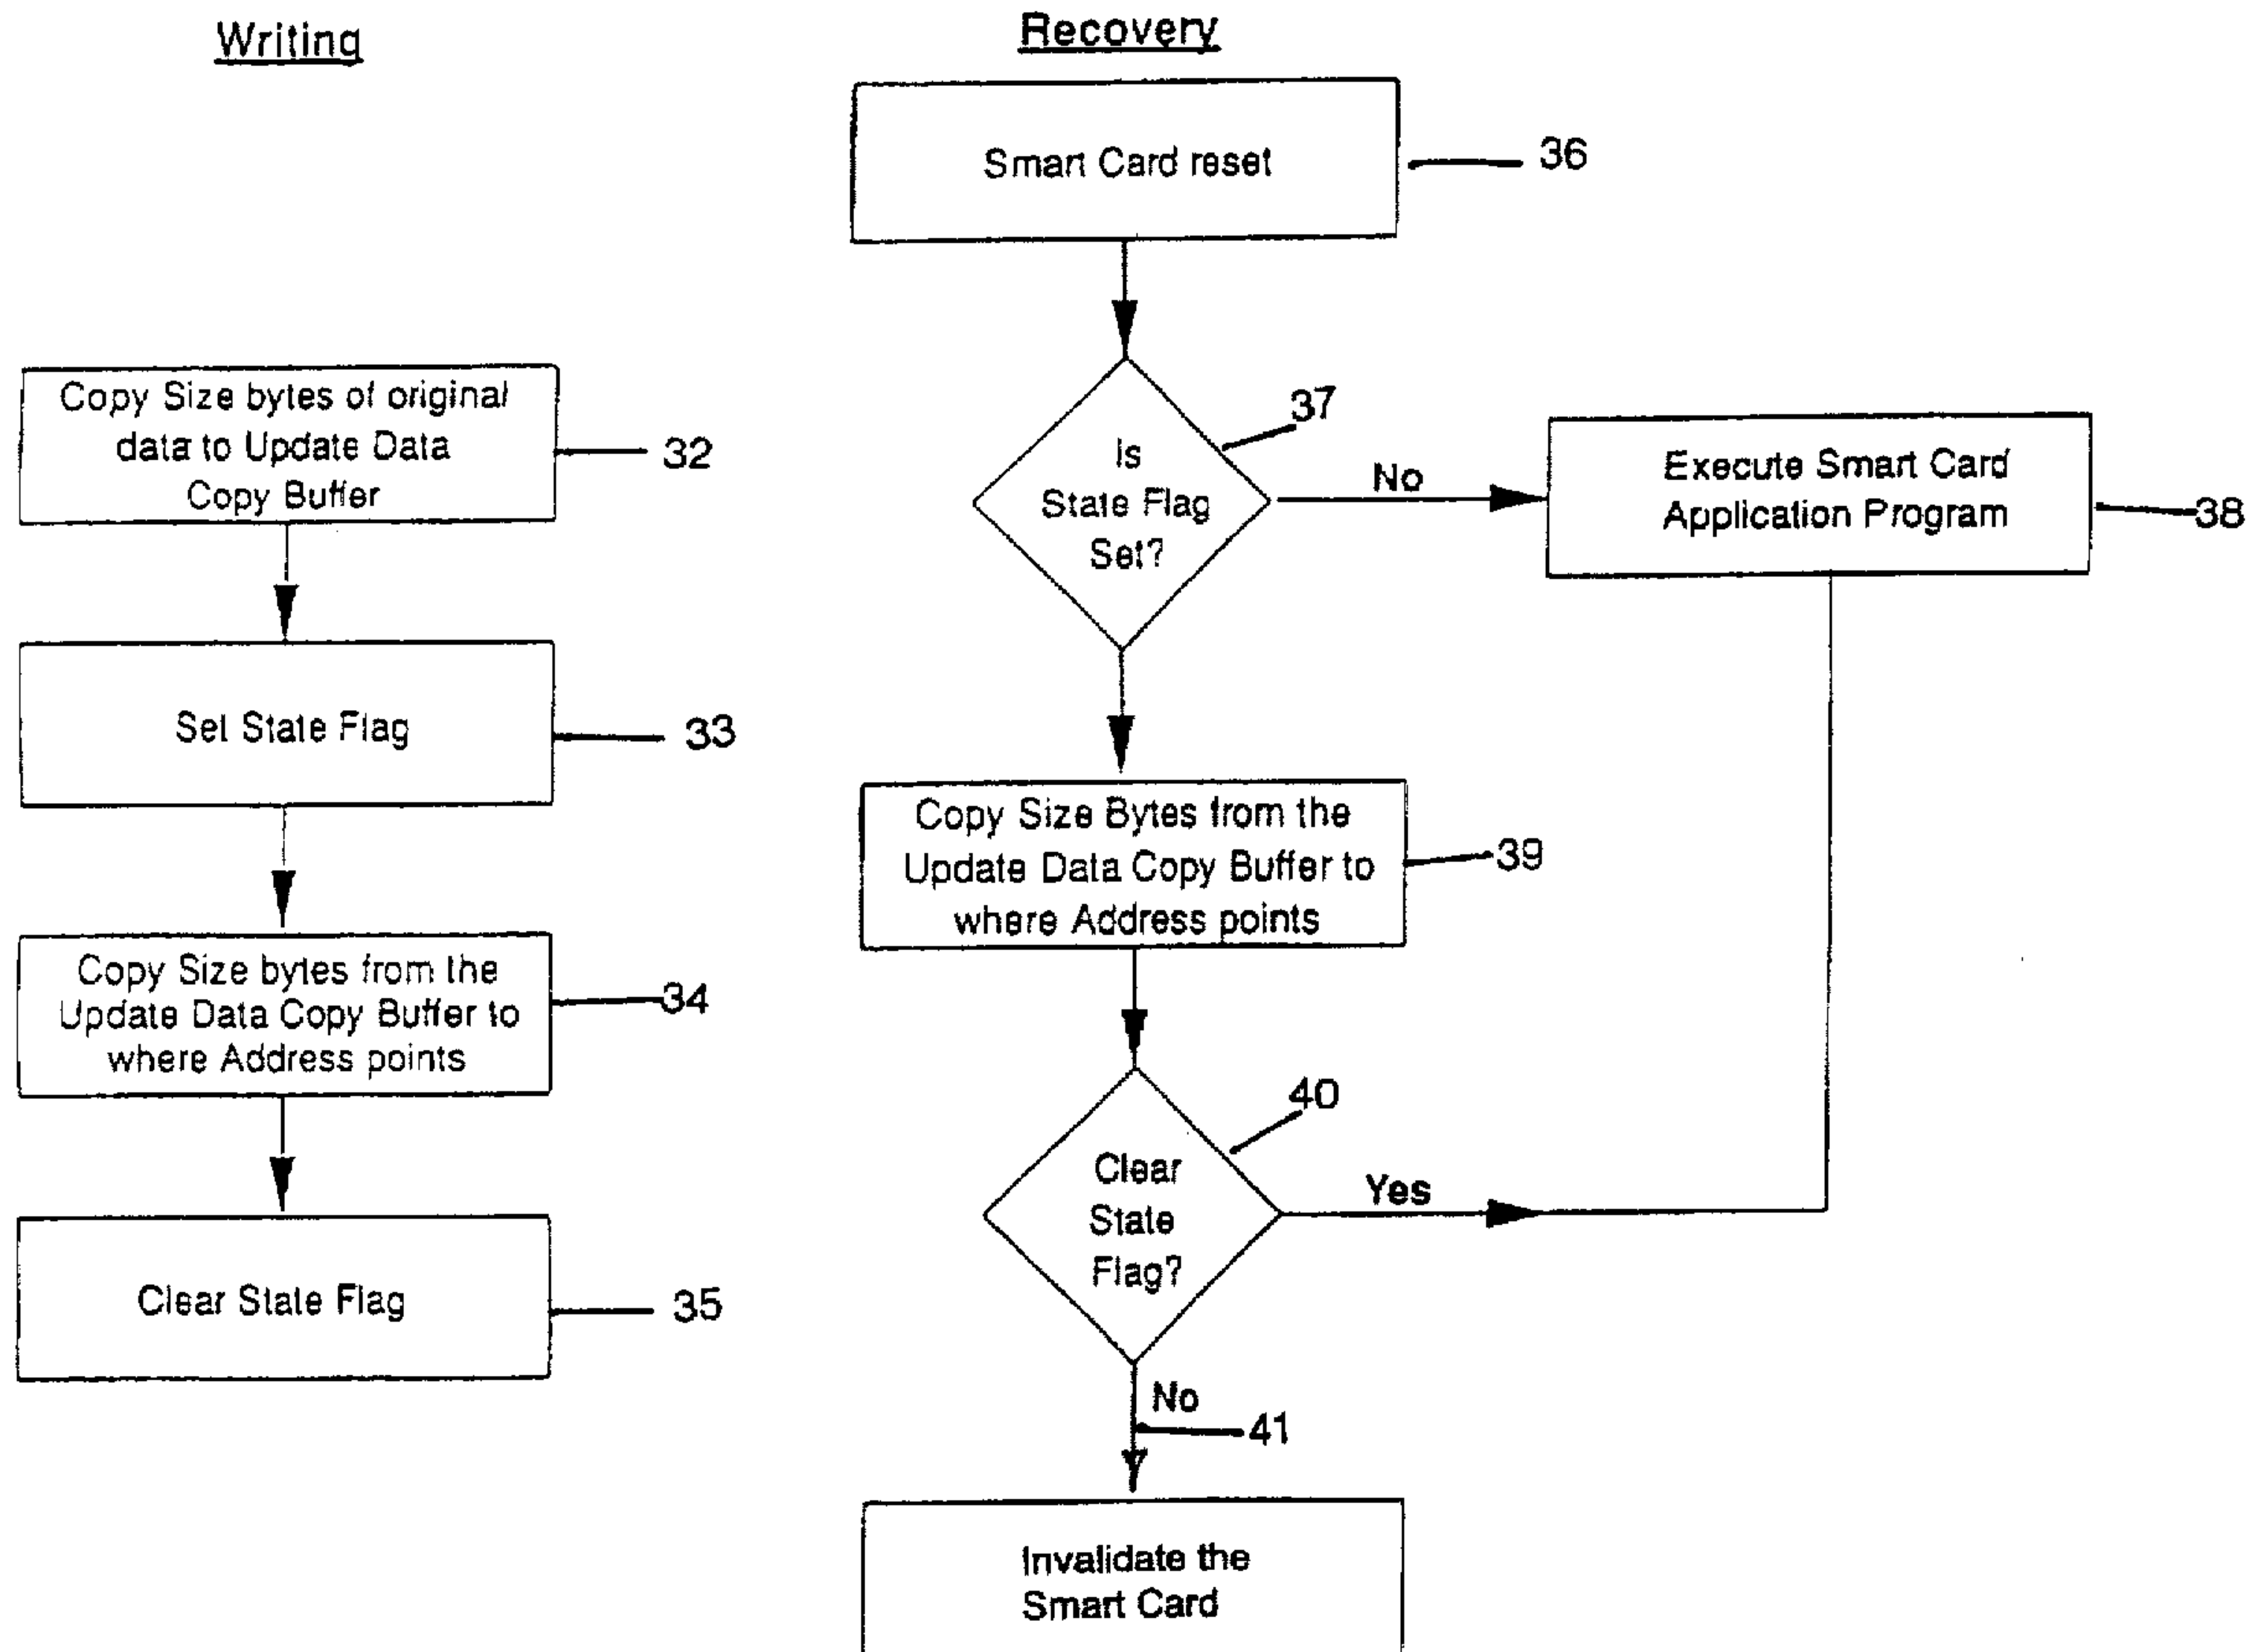 Writing
Copy Size bytes of original
data to Update Data
Copy Buffer
32
Set State Flag
33
Copy Size bytes from the
Update Data Copy Buffer to
where Address points
34
Clear State Flag
35
Recovery
Smart Card reset
36
Is
State Flag
Set?
37
No
Execute Smart Card
Application Program
38
Copy Size Bytes from the
Update Data Copy Buffer to
where Address points
39
Clear
State
Flag?
40
Yes
No
41
Invalidate the
Smart Card